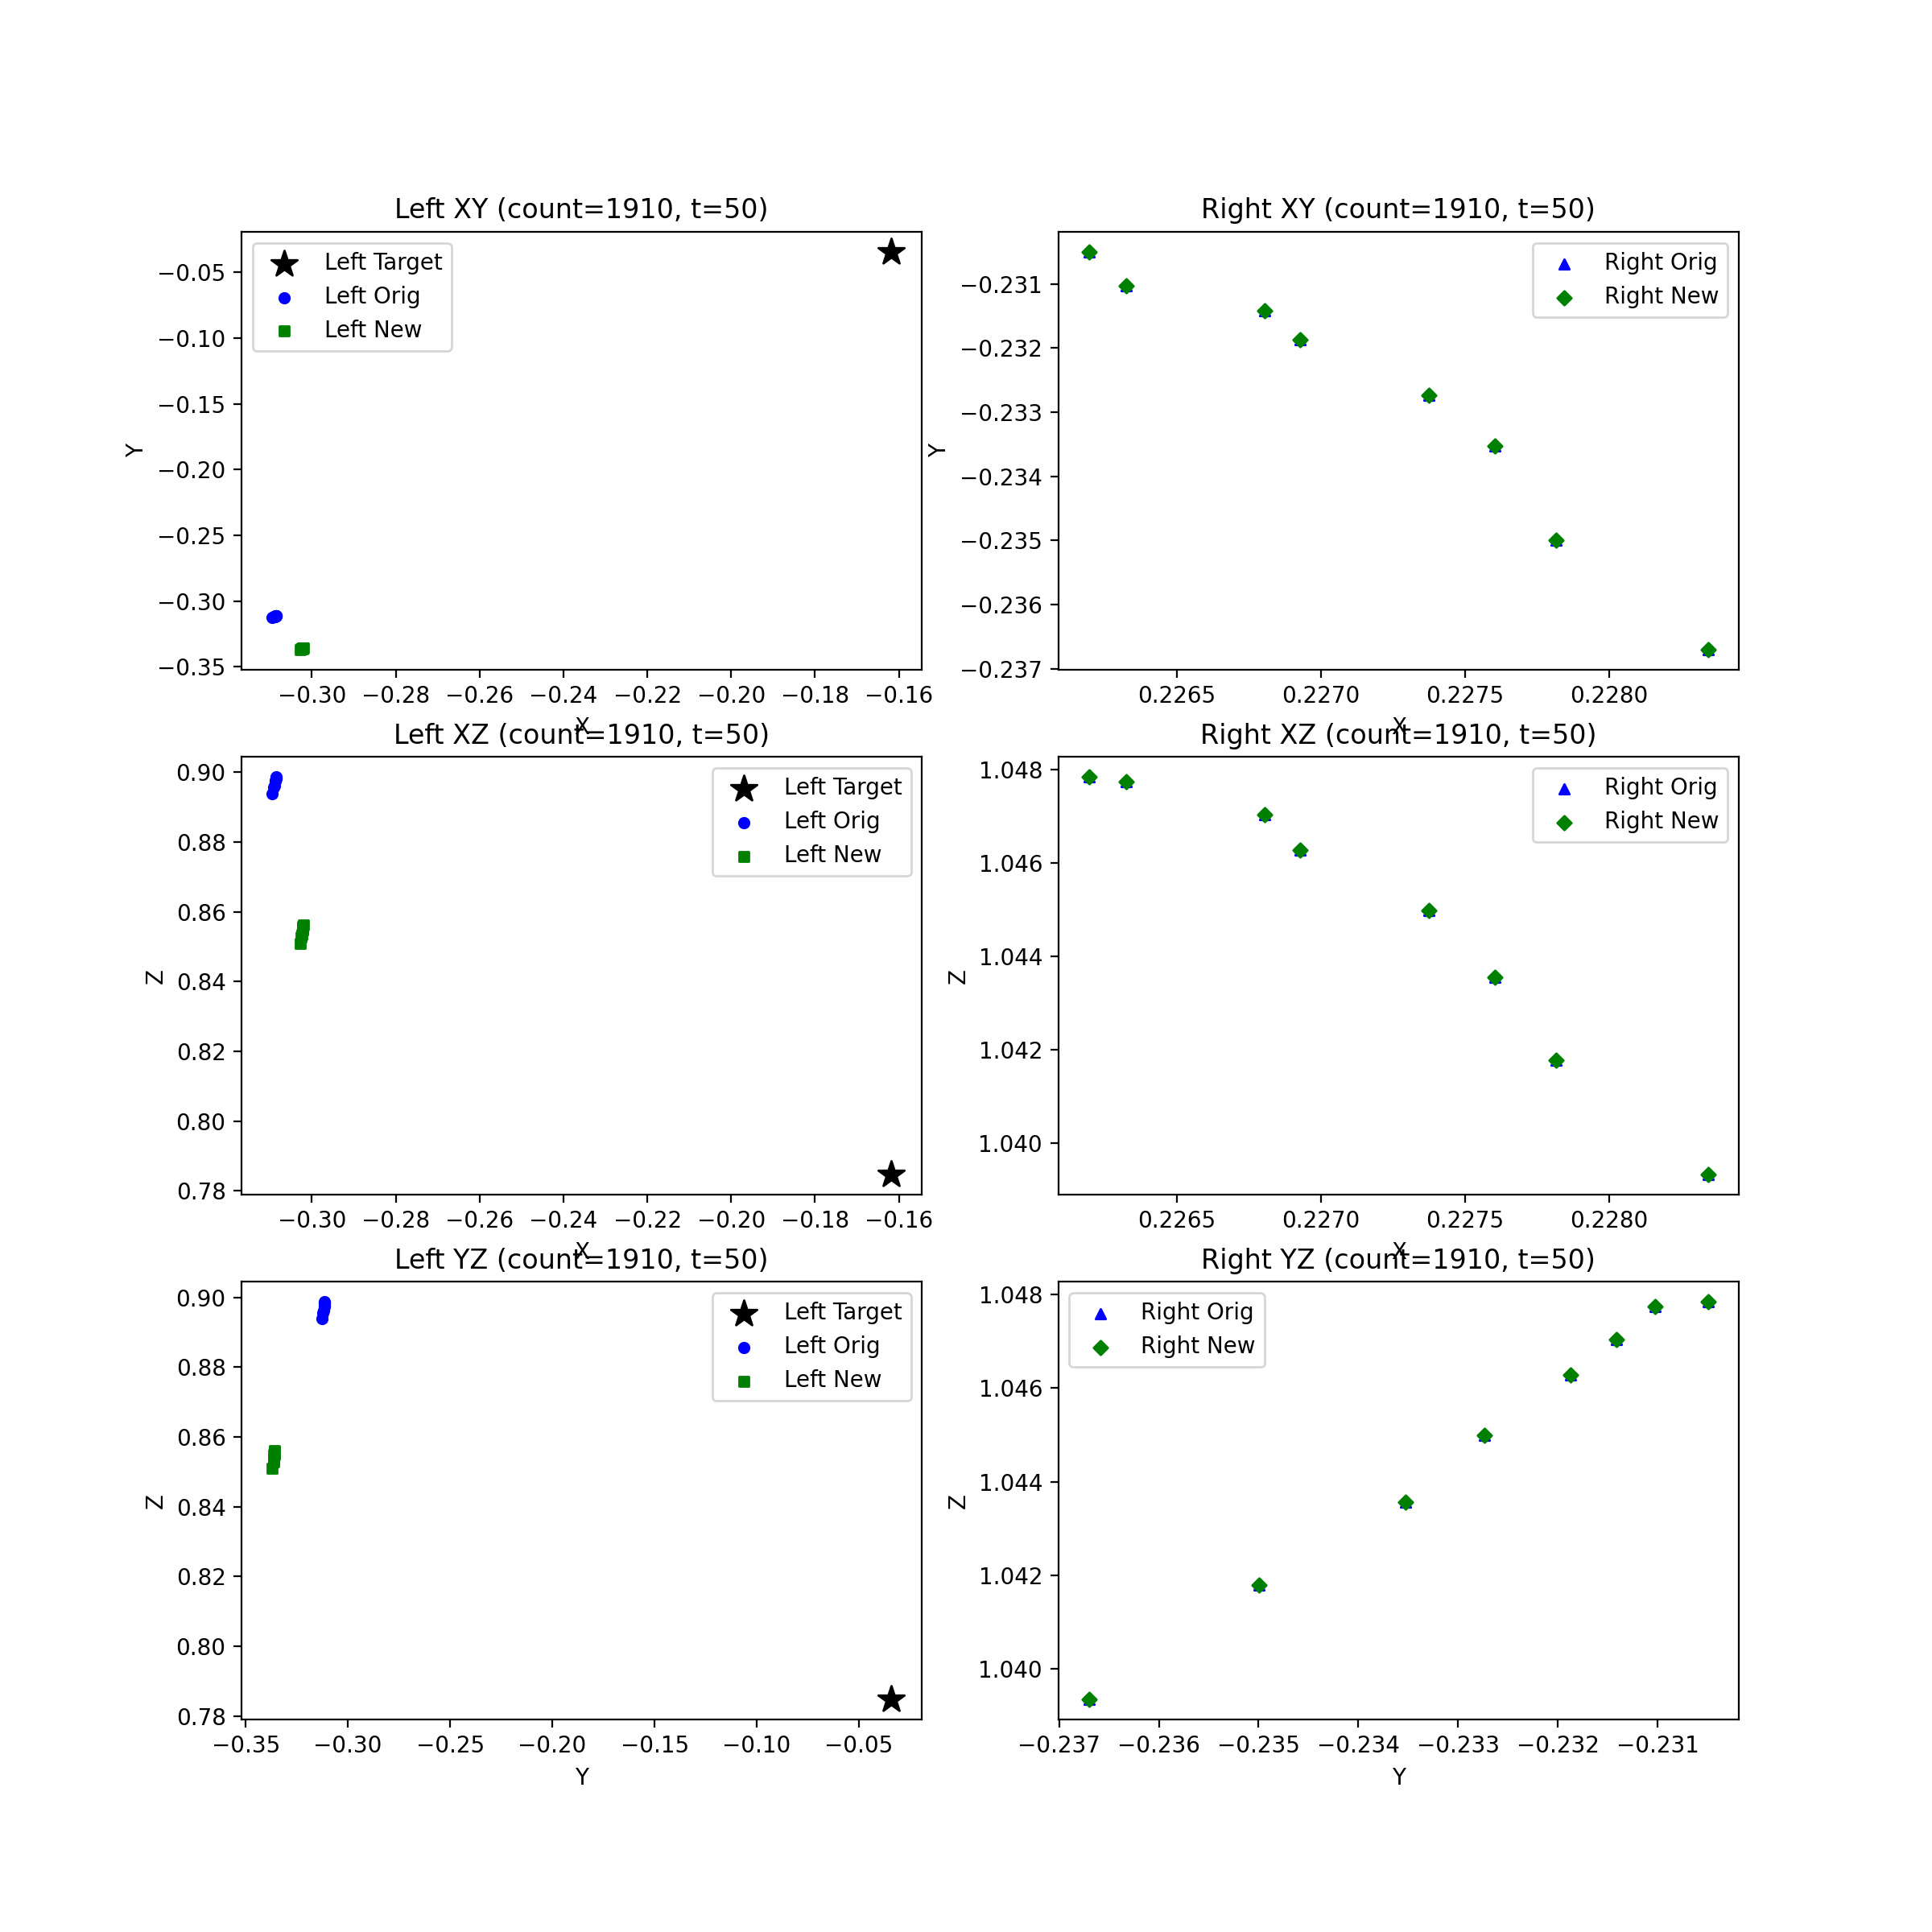 Left XY (count=1910, t=50)
Left Target
Left Orig
Left New
Y
−0.05
−0.10
−0.15
−0.20
−0.25
−0.30
−0.35
−0.30
−0.28
−0.26
−0.24
−0.22
−0.20
−0.18
−0.16
X
Right XY (count=1910, t=50)
Right Orig
Right New
Y
−0.231
−0.232
−0.233
−0.234
−0.235
−0.236
−0.237
0.2265
0.2270
0.2275
0.2280
X
Left XZ (count=1910, t=50)
Left Target
Left Orig
Left New
Z
0.90
0.88
0.86
0.84
0.82
0.80
0.78
−0.30
−0.28
−0.26
−0.24
−0.22
−0.20
−0.18
−0.16
X
Right XZ (count=1910, t=50)
Right Orig
Right New
Z
1.048
1.046
1.044
1.042
1.040
0.2265
0.2270
0.2275
0.2280
X
Left YZ (count=1910, t=50)
Left Target
Left Orig
Left New
Z
0.90
0.88
0.86
0.84
0.82
0.80
0.78
−0.35
−0.30
−0.25
−0.20
−0.15
−0.10
−0.05
Y
Right YZ (count=1910, t=50)
Right Orig
Right New
Z
1.048
1.046
1.044
1.042
1.040
−0.237
−0.236
−0.235
−0.234
−0.233
−0.232
−0.231
Y